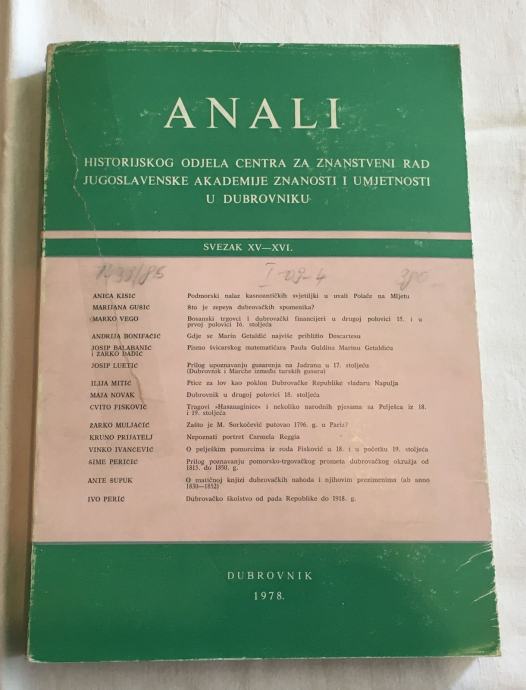 ANALI
HISTORIJSKOG ODJELA CENTRA ZA ZNANSTVENI RAD
JUGOSLAVENSKE AKADEMIJE ZNANOSTI I UMJETNOSTI
U DUBROVNIKU
SVEZAK XV—XVI.
I-09-4
ANICA KISIĆ Podmorski nalaz kasnoantičkih svjetiljki u uvali Polače na Mljetu
MARIJANA GUŠIĆ Što je zepeya dubrovačkih spomenika?
MARKO VEGO Bosanski trgovci i dubrovački financijeri u drugoj polovici 15. i u
prvoj polovici 16. stoljeća
ANDRIJA BONIFAČIĆ Gdje se Marin Getaldić najviše približio Descartesu
JOSIP BALABANIĆ Pismo švicarskog matematičara Paula Guldina Marinu Getaldiću
i ŽARKO DADIĆ
JOSIP LUETIĆ Prilog upoznavanju gusarenja na Jadranu u 17. stoljeću
(Dubrovnik i Marche između turskih gusara)
ILIJA MITIĆ Ptice za lov kao poklon Dubrovačke Republike vladaru Napulja
MAJA NOVAK Dubrovnik u drugoj polovici 18. stoljeća
CVITO FISKOVIĆ Tragovi »Hasanaginice« i nekoliko narodnih pjesama sa Pelješca iz 18.
i 19. stoljeća
ŽARKO MULJAČIĆ Zašto je M. Sorkočević putovao 1796. g. u Pariz?
KRUNO PRIJATELJ Nepoznati portret Carmela Reggia
VINKO IVANČEVIĆ O pelješkim pomorcima iz roda Fisković u 18. i u početku 19. stoljeća
ŠIME PERIČIĆ Prilog poznavanju pomorsko-trgovačkog prometa dubrovačkog okružja od
1815. do 1850. g.
ANTE ŠUPUK O matičnoj knjizi dubrovačkih nahoda i njihovim prezimenima (ab anno
1830—1852)
IVO PERIĆ Dubrovačko školstvo od pada Republike do 1918. g.
DUBROVNIK
1978.